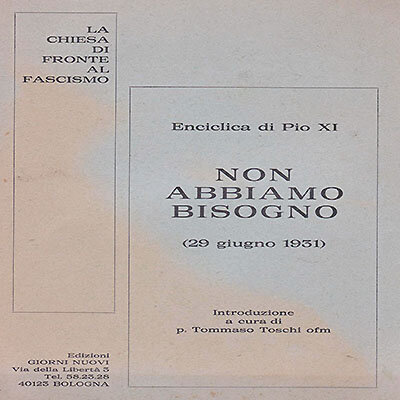 LA
CHIESA
DI
FRONTE
AL
FASCISMO
Enciclica di Pio XI
NON
ABBIAMO
BISOGNO
(29 giugno 1931)
Introduzione
a cura di
p. Tommaso Toschi ofm
Edizioni
GIORNI NUOVI
Via della Libertà 3
Tel. 58.23.28
40123 BOLOGNA